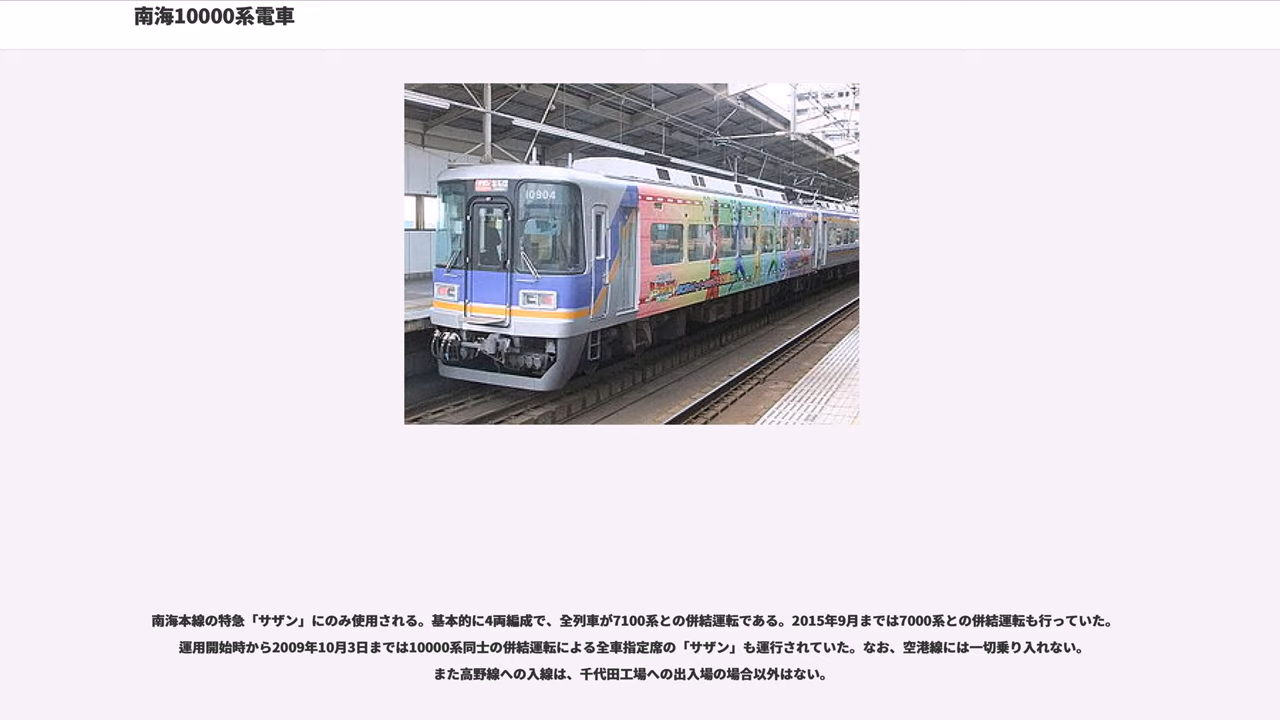 南海10000系電車
10904
南海本線の特急「サザン」にのみ使用される。基本的に4両編成で、全列車が7100系との併結運転である。2015年9月までは7000系との併結運転も行っていた。
運用開始時から2009年10月3日までは10000系同士の併結運転による全車指定席の「サザン」も運行されていた。なお、空港線には一切乗り入れない。
また高野線への入線は、千代田工場への出入場の場合以外はない。